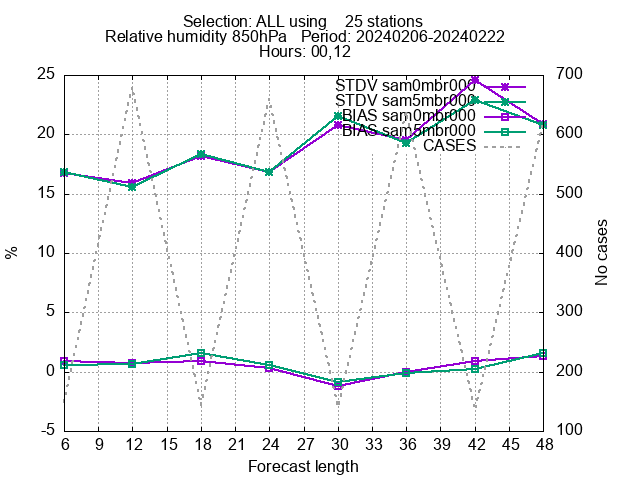 Selection: ALL using 25 stations
Relative humidity 850hPa Period: 20240206-20240222
Hours: 00,12
25 700
STDV sam0mbr000
STDV sam5mbr000
BIAS sam0mbr000
BIAS sam5mbr000
CASES
20 600
15 500
10 400
5 300
0 200
-5 100
%
No cases
6 9 12 15 18 21 24 27 30 33 36 39 42 45 48
Forecast length